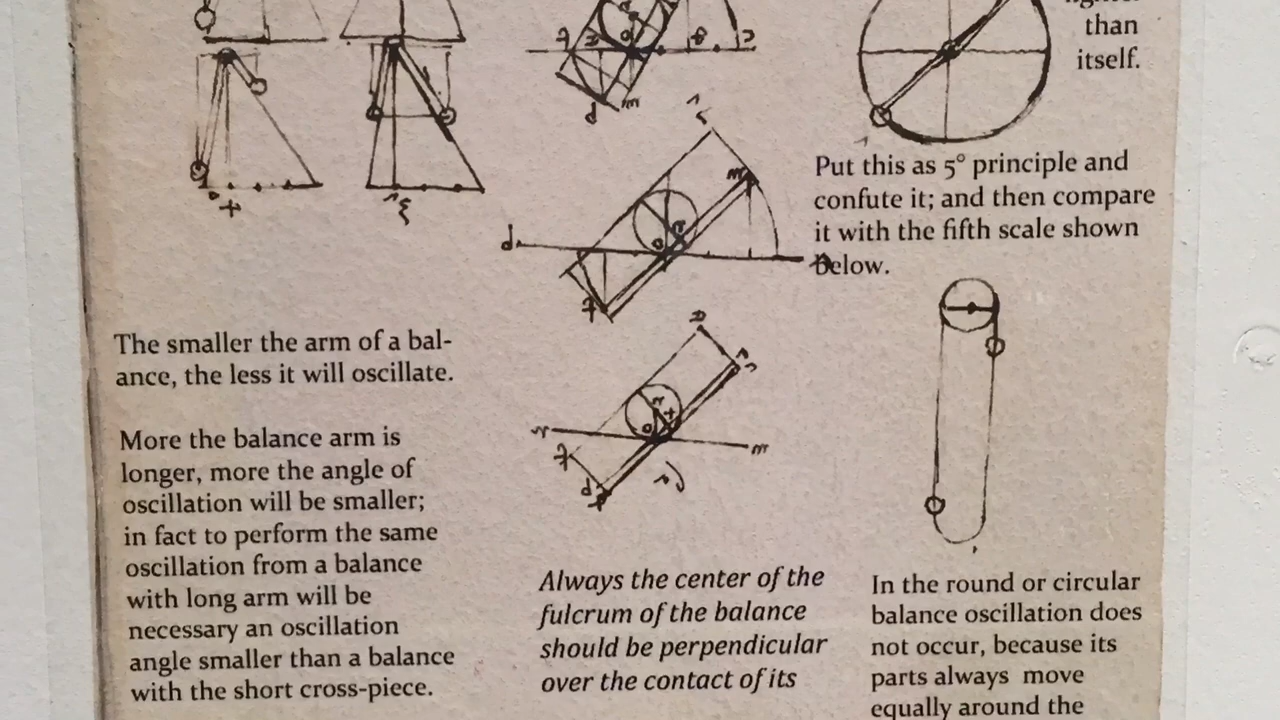 than
itself.
Put this as 5° principle and
confute it; and then compare
it with the fifth scale shown
below.
The smaller the arm of a bal-
ance, the less it will oscillate.
More the balance arm is
longer, more the angle of
oscillation will be smaller;
in fact to perform the same
oscillation from a balance
with long arm will be
necessary an oscillation
angle smaller than a balance
with the short cross-piece.
Always the center of the
fulcrum of the balance
should be perpendicular
over the contact of its
In the round or circular
balance oscillation does
not occur, because its
parts always move
equally around the